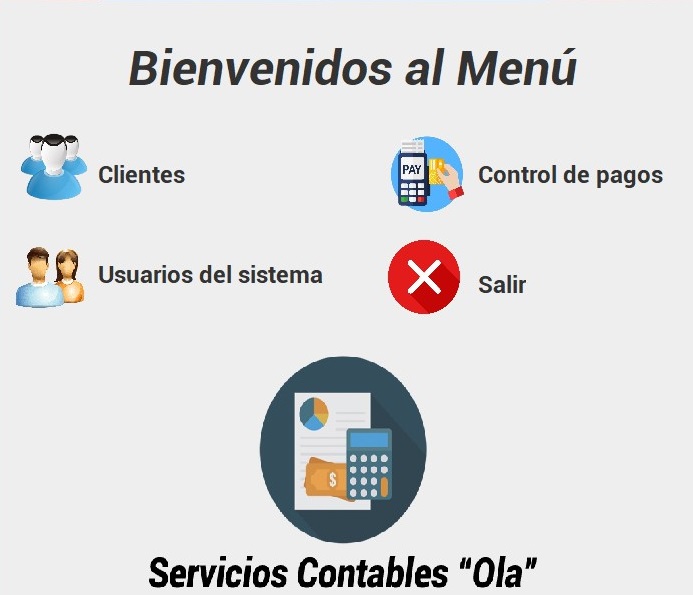 Bienvenidos al Menú
Clientes
PAY
Control de pagos
Usuarios del sistema
Salir
$
Servicios Contables “Ola”